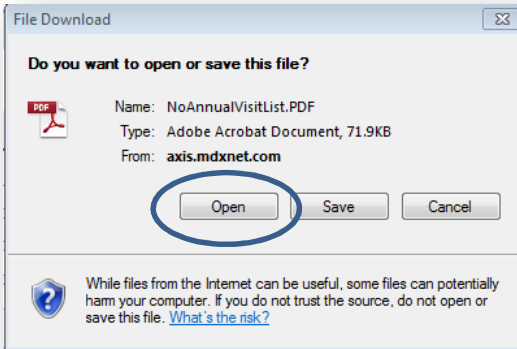 File Download
Do you want to open or save this file?
PDF
Name: NoAnnualVisitList.PDF
Type: Adobe Acrobat Document, 71.9KB
From: axis.mdxnet.com
Open Save Cancel
While files from the Internet can be useful, some files can potentially
harm your computer. If you do not trust the source, do not open or
save this file. What's the risk?